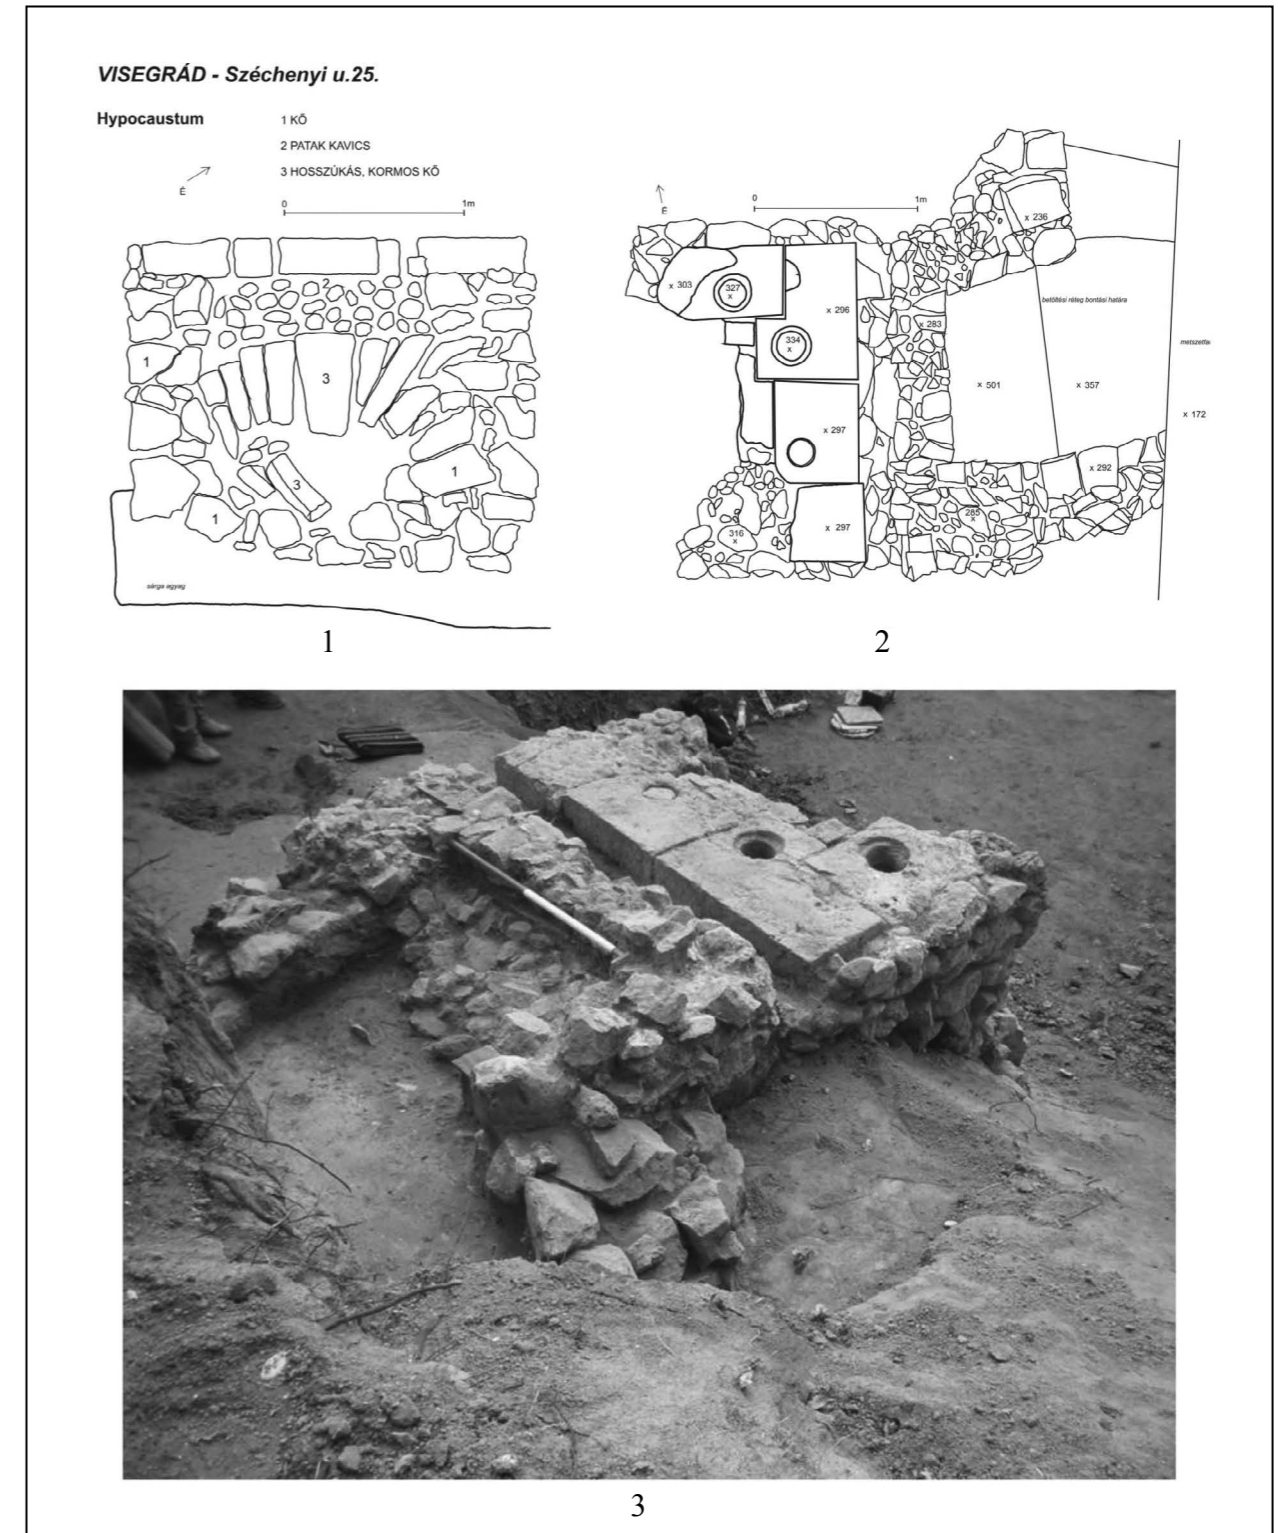 VISEGRÁD - Széchenyi u.25.
Hypocaustum
1 KŐ
2 PATAK KAVICS
3 HOSSZÚKÁS, KORMOS KŐ
É
0 1m
2
1
3
1
3
1
sárga agyag
1
É
0 1m
x 236
x 303
327
x
x 296
334
x
x 283
betöltési réteg bontási határa
metszetfal
x 501
x 357
x 172
x 297
x 292
316
x
x 297
285
x
2
3